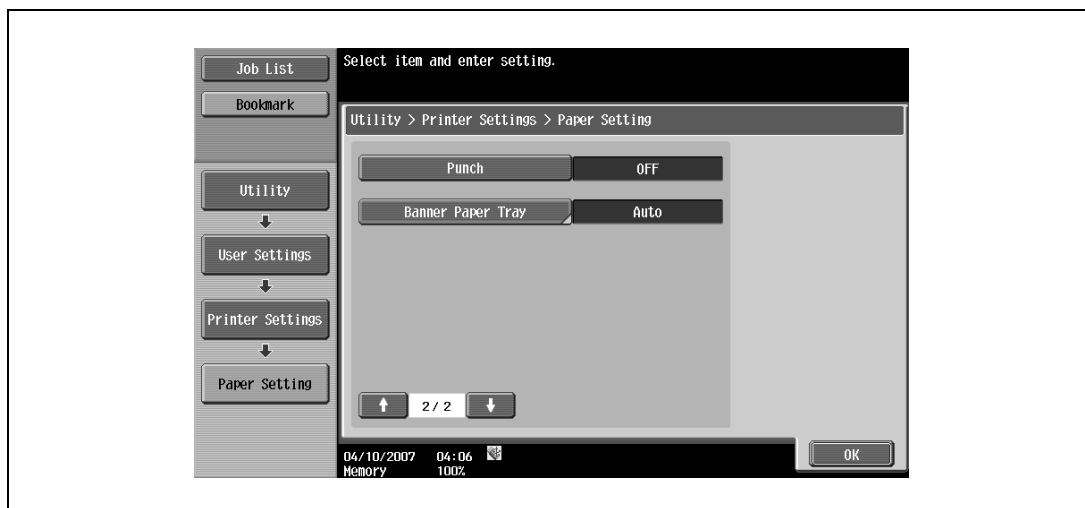 Job List
Bookmark
Select item and enter setting.
Utility > Printer Settings > Paper Setting
Punch OFF
Banner Paper Tray Auto
Utility
User Settings
Printer Settings
Paper Setting
2/ 2
04/10/2007 04:06
Memory 100%
OK